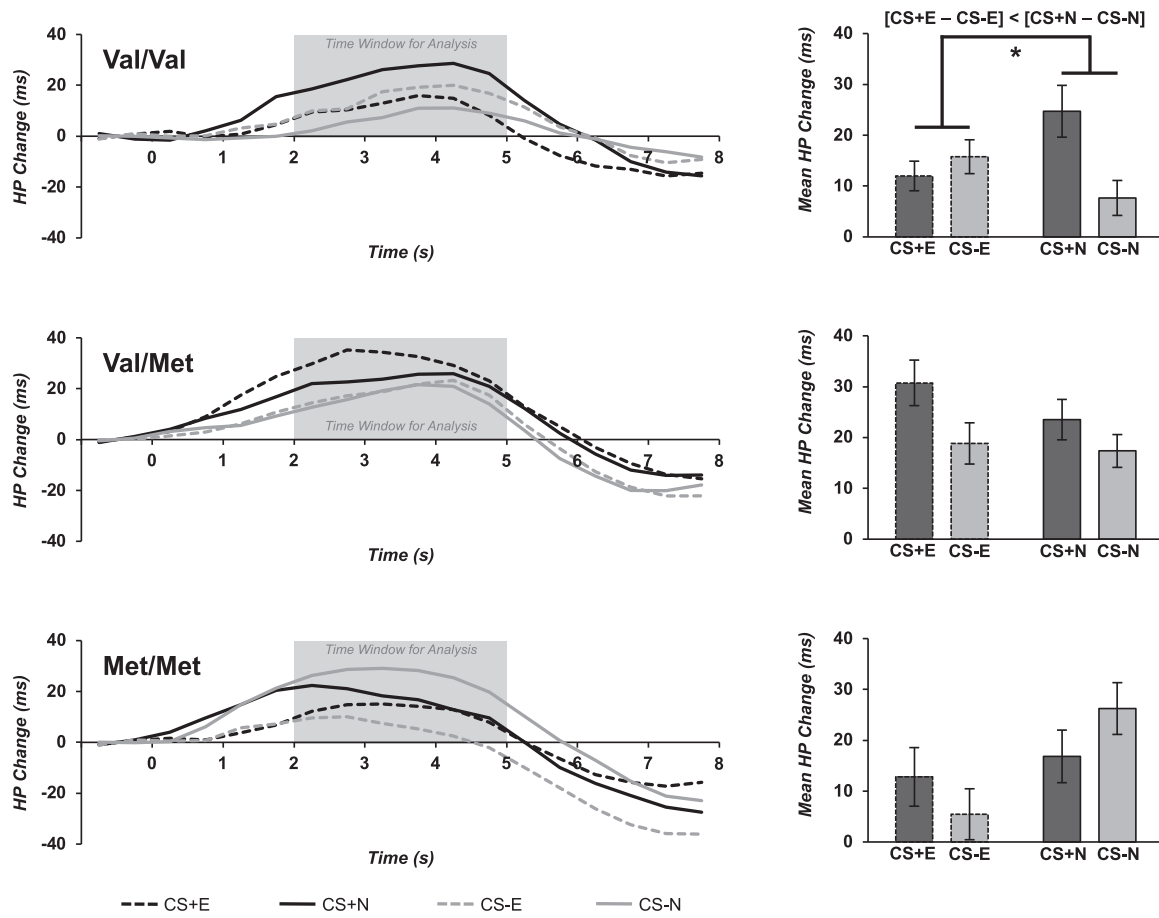 Val/Val
Time Window for Analysis
HP Change (ms)
40
20
0
-20
-40
0 1 2 3 4 5 6 7 8
Time (s)
[CS+E – CS-E] < [CS+N – CS-N]
*
Mean HP Change (ms)
40
30
20
10
0
CS+E CS-E CS+N CS-N
Val/Met
Time Window for Analysis
HP Change (ms)
40
20
0
-20
-40
0 1 2 3 4 5 6 7 8
Time (s)
Mean HP Change (ms)
40
30
20
10
0
CS+E CS-E CS+N CS-N
Met/Met
Time Window for Analysis
HP Change (ms)
40
20
0
-20
-40
0 1 2 3 4 5 6 7 8
Time (s)
Mean HP Change (ms)
40
30
20
10
0
CS+E CS-E CS+N CS-N
CS+E CS+N CS-E CS-N